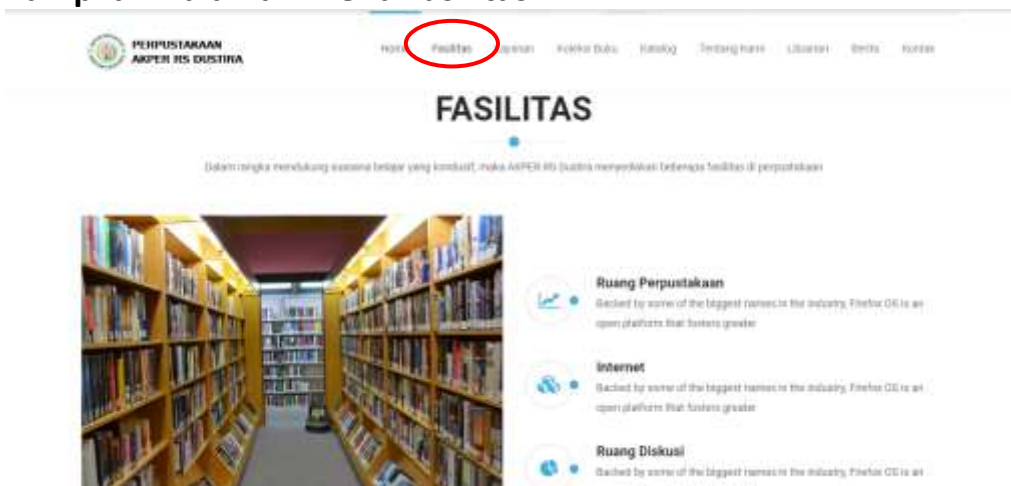 PERPUSTAKAAN
AKPER RS DUSTIRA
Home Fasilitas Layanan Koleksi Buku Katalog Tentang Kami Librarian Berita Kontak
FASILITAS
Dalam rangka mendukung suasana belajar yang kondusif, maka AKPER RS Dustira menyediakan beberapa fasilitas di perpustakaan
Ruang Perpustakaan
Backed by some of the biggest names in the industry, Firefox OS is an
open platform that fosters greater
Internet
Backed by some of the biggest names in the industry, Firefox OS is an
open platform that fosters greater
Ruang Diskusi
Backed by some of the biggest names in the industry, Firefox OS is an